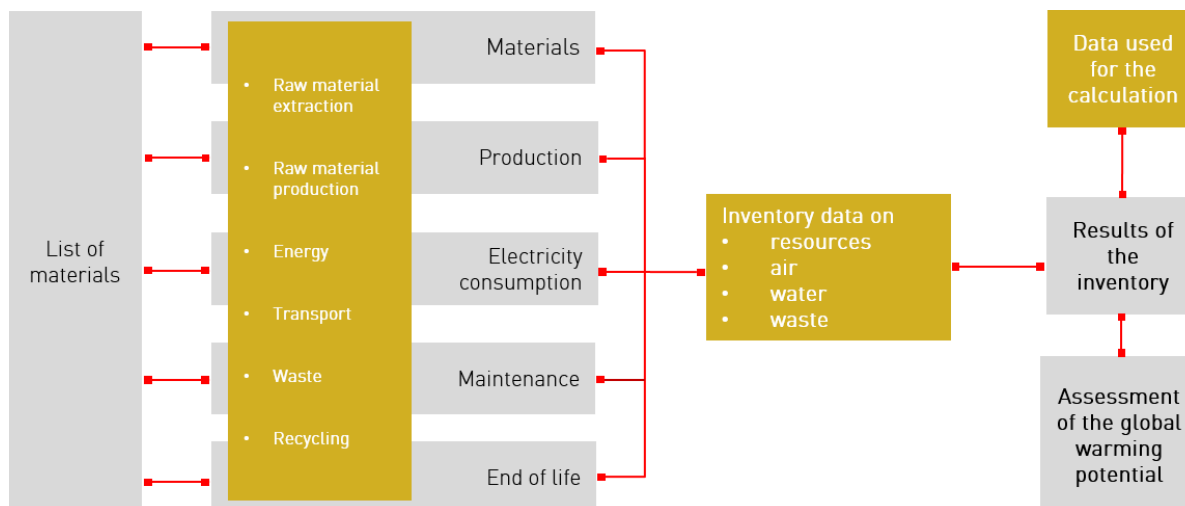 List of
materials
• Raw material
extraction
• Raw material
production
• Energy
• Transport
• Waste
• Recycling
Materials
Production
Electricity
consumption
Maintenance
End of life
Inventory data on
• resources
• air
• water
• waste
Data used
for the
calculation
Results of
the
inventory
Assessment
of the global
warming
potential